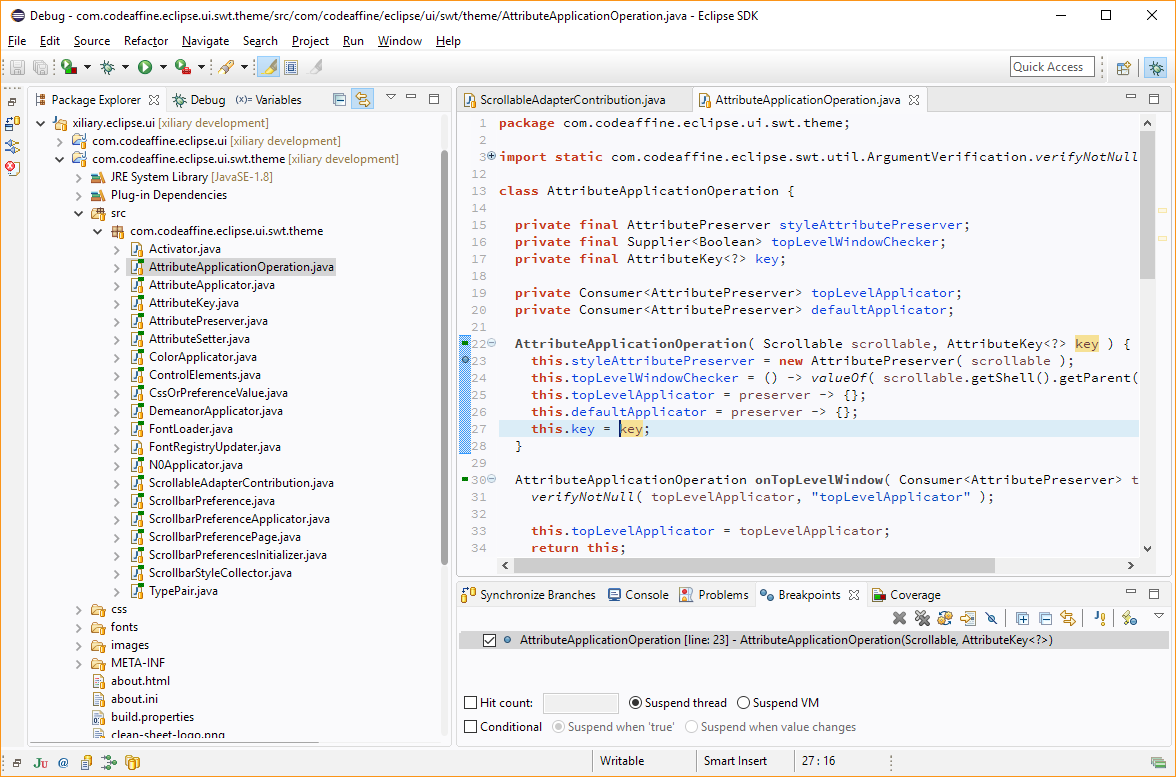 Debug - com.codeaffine.eclipse.ui.swt.theme/src/com/codeaffine/eclipse/ui/swt/theme/AttributeApplicationOperation.java - Eclipse SDK
File Edit Source Refactor Navigate Search Project Run Window Help
Quick Access
Package Explorer Debug (x)= Variables
xiliary.eclipse.ui [xiliary development]
com.codeaffine.eclipse.ui [xiliary development]
com.codeaffine.eclipse.ui.swt.theme [xiliary development]
JRE System Library [JavaSE-1.8]
Plug-in Dependencies
src
com.codeaffine.eclipse.ui.swt.theme
Activator.java
AttributeApplicationOperation.java
AttributeApplicator.java
AttributeKey.java
AttributePreserver.java
AttributeSetter.java
ColorApplicator.java
ControlElements.java
CssOrPreferenceValue.java
DemeanorApplicator.java
FontLoader.java
FontRegistryUpdater.java
N0Applicator.java
ScrollableAdapterContribution.java
ScrollbarPreference.java
ScrollbarPreferenceApplicator.java
ScrollbarPreferencePage.java
ScrollbarPreferencesInitializer.java
ScrollbarStyleCollector.java
TypePair.java
css
fonts
images
META-INF
about.html
about.ini
build.properties
clean-sheet-logo.png
ScrollableAdapterContribution.java AttributeApplicationOperation.java
1 package com.codeaffine.eclipse.ui.swt.theme;
2
3 import static com.codeaffine.eclipse.swt.util.ArgumentVerification.verifyNotNull
12
13 class AttributeApplicationOperation {
14
15 private final AttributePreserver styleAttributePreserver;
16 private final Supplier<Boolean> topLevelWindowChecker;
17 private final AttributeKey<?> key;
18
19 private Consumer<AttributePreserver> topLevelApplicator;
20 private Consumer<AttributePreserver> defaultApplicator;
21
22 AttributeApplicationOperation( Scrollable scrollable, AttributeKey<?> key ) {
23 this.styleAttributePreserver = new AttributePreserver( scrollable );
24 this.topLevelWindowChecker = () -> valueOf( scrollable.getShell().getParent(
25 this.topLevelApplicator = preserver -> {};
26 this.defaultApplicator = preserver -> {};
27 this.key = key;
28 }
29
30 AttributeApplicationOperation onTopLevelWindow( Consumer<AttributePreserver> t
31 verifyNotNull( topLevelApplicator, "topLevelApplicator" );
32
33 this.topLevelApplicator = topLevelApplicator;
34 return this;
Synchronize Branches Console Problems Breakpoints Coverage
AttributeApplicationOperation [line: 23] - AttributeApplicationOperation(Scrollable, AttributeKey<?>)
Hit count: Suspend thread Suspend VM
Conditional Suspend when 'true' Suspend when value changes
Ju @ Writable Smart Insert 27 : 16